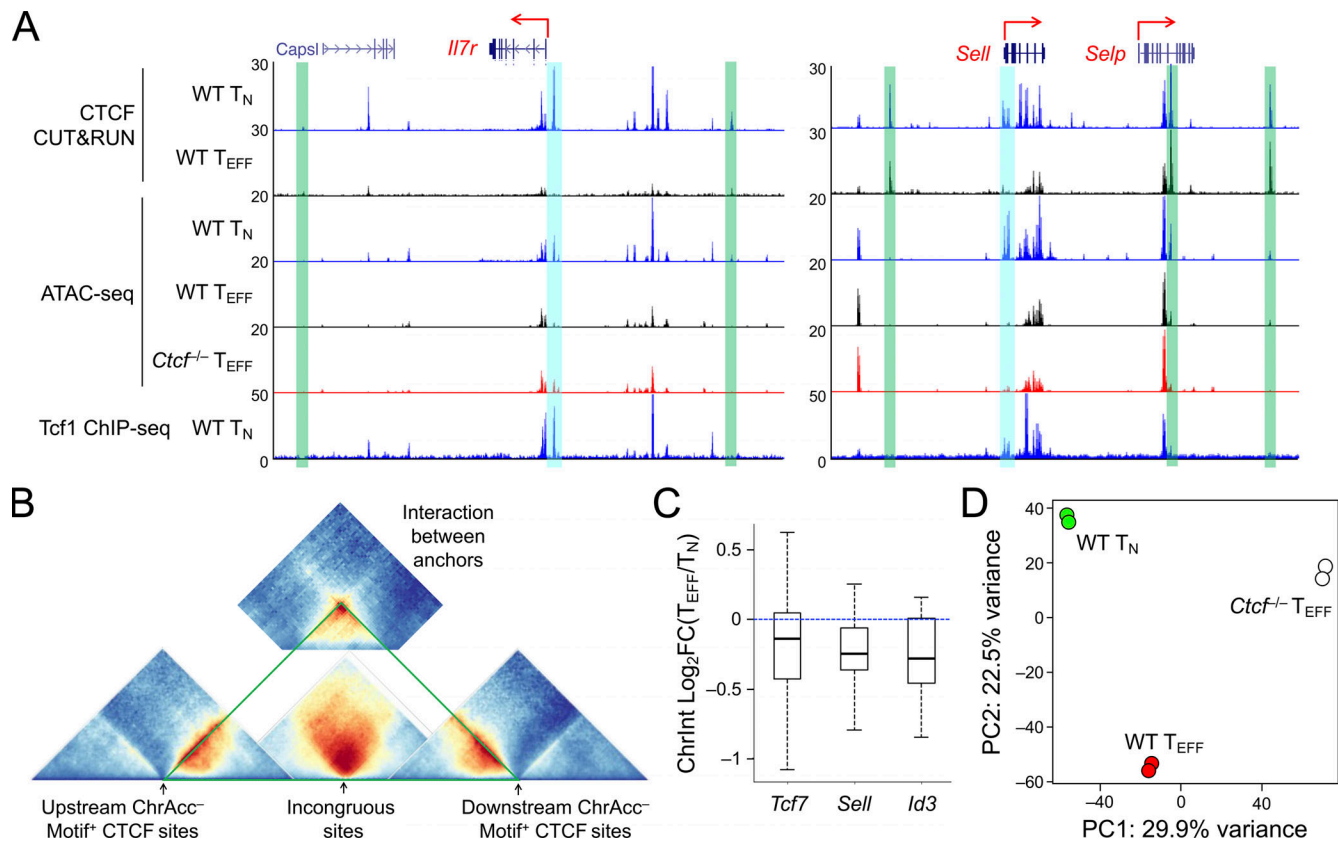 A
Capsl
Il7r
Sell
Selp
CTCF
CUT&RUN
WT TN
WT TEFF
ATAC-seq
WT TN
WT TEFF
Ctcf–/– TEFF
Tcf1 ChIP-seq WT TN
30
30
20
20
20
50
0
30
30
20
20
20
50
0
B
Interaction
between
anchors
Upstream ChrAcc–
Motif+ CTCF sites
Incongruous
sites
Downstream ChrAcc–
Motif+ CTCF sites
C
ChrInt Log2FC(TEFF/TN)
0.5
0
–0.5
–1
Tcf7 Sell Id3
D
PC2: 22.5% variance
40
20
0
–20
–40
–60
WT TN
Ctcf–/– TEFF
WT TEFF
–40 0 40
PC1: 29.9% variance